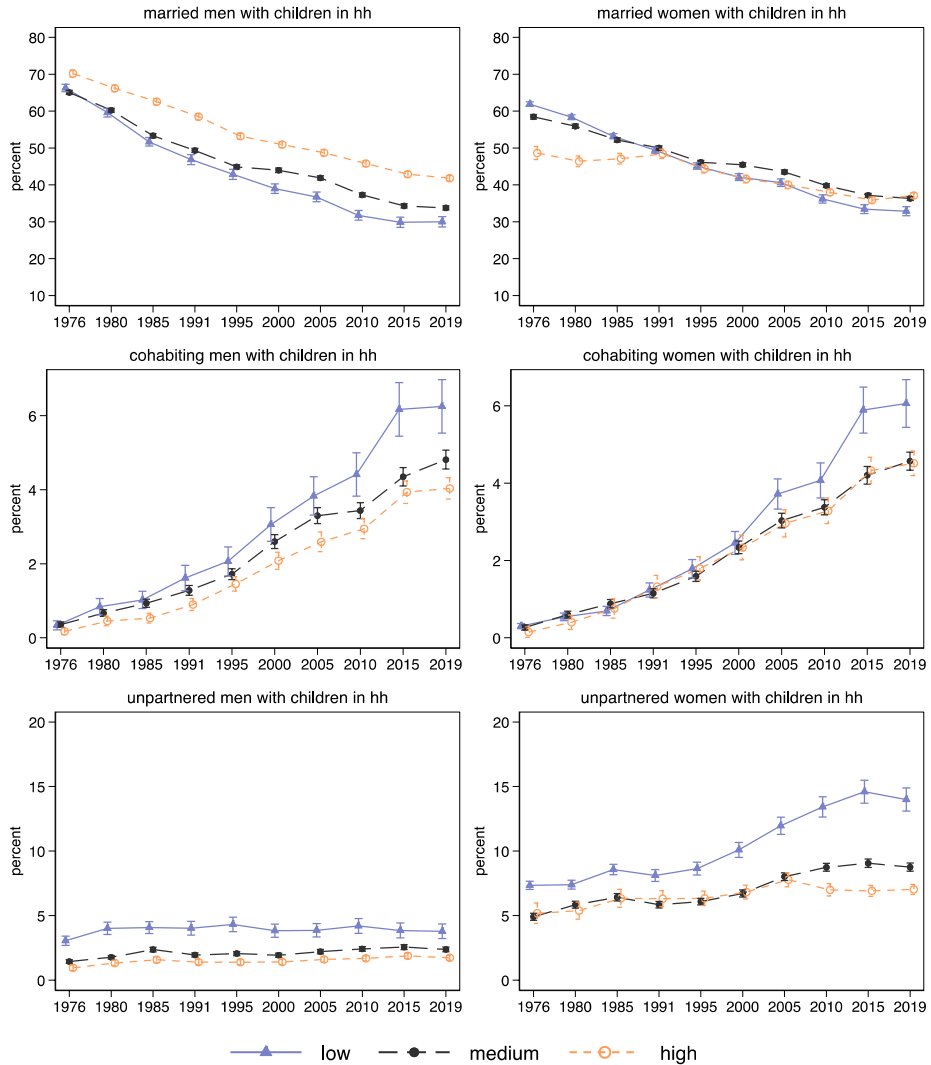 married men with children in hh
80
70
60
50
40
30
20
10
percent
1976 1980 1985 1991 1995 2000 2005 2010 2015 2019
married women with children in hh
80
70
60
50
40
30
20
10
percent
1976 1980 1985 1991 1995 2000 2005 2010 2015 2019
cohabiting men with children in hh
6
4
2
0
percent
1976 1980 1985 1991 1995 2000 2005 2010 2015 2019
cohabiting women with children in hh
6
4
2
0
percent
1976 1980 1985 1991 1995 2000 2005 2010 2015 2019
unpartnered men with children in hh
20
15
10
5
0
percent
1976 1980 1985 1991 1995 2000 2005 2010 2015 2019
unpartnered women with children in hh
20
15
10
5
0
percent
1976 1980 1985 1991 1995 2000 2005 2010 2015 2019
low medium high